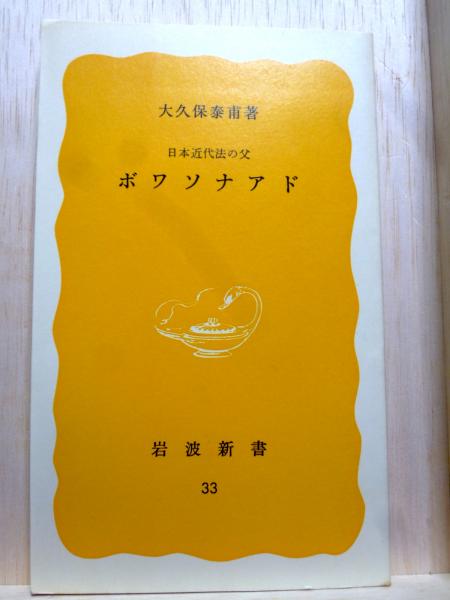 大久保泰甫著
日本近代法の父
ボワソナアド
岩波新書
33